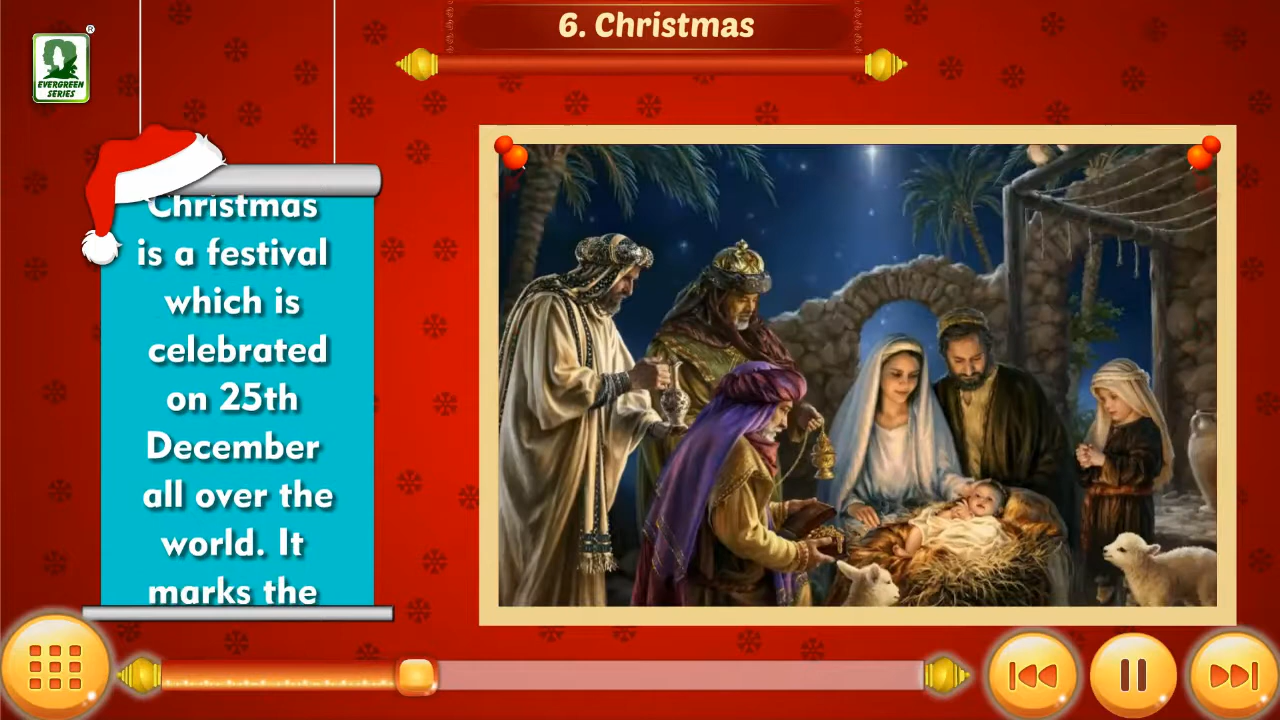 6. Christmas
®
EVERGREEN
SERIES
Christmas
is a festival
which is
celebrated
on 25th
December
all over the
world. It
marks the